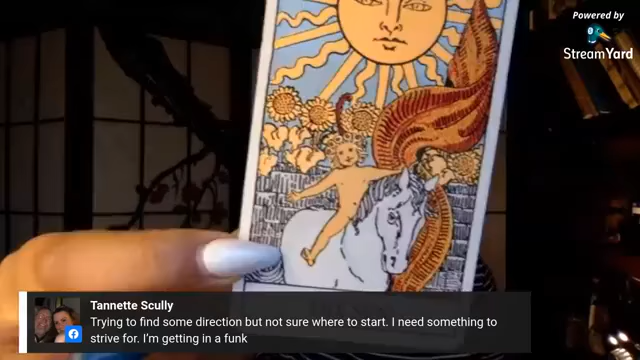 Powered by
StreamYard
Tannette Scully
Trying to find some direction but not sure where to start. I need something to
strive for. I'm getting in a funk